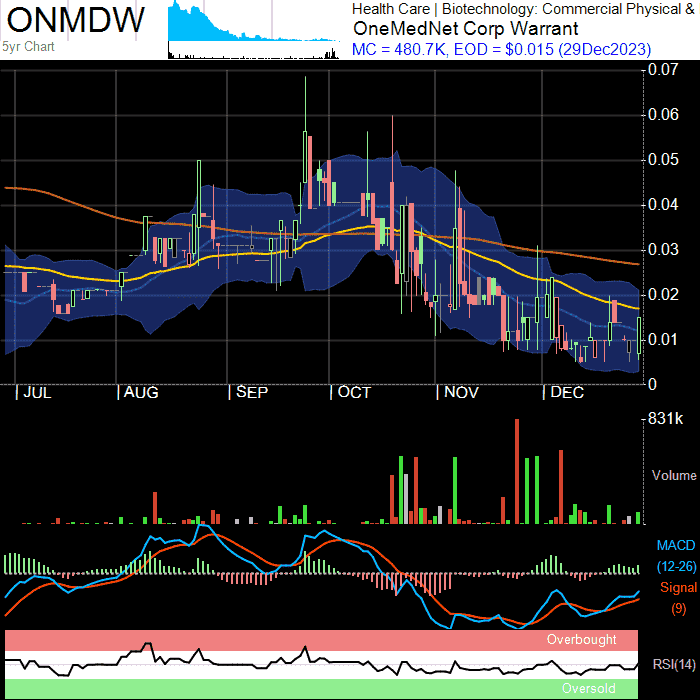 ONMDW
5yr Chart
Health Care | Biotechnology: Commercial Physical &
OneMedNet Corp Warrant
MC = 480.7K, EOD = $0.015 (29Dec2023)
0.07
0.06
0.05
0.04
0.03
0.02
0.01
0
| JUL | AUG | SEP | OCT | NOV | DEC
831k
Volume
MACD
(12-26)
Signal
(9)
Overbought
RSI(14)
Oversold